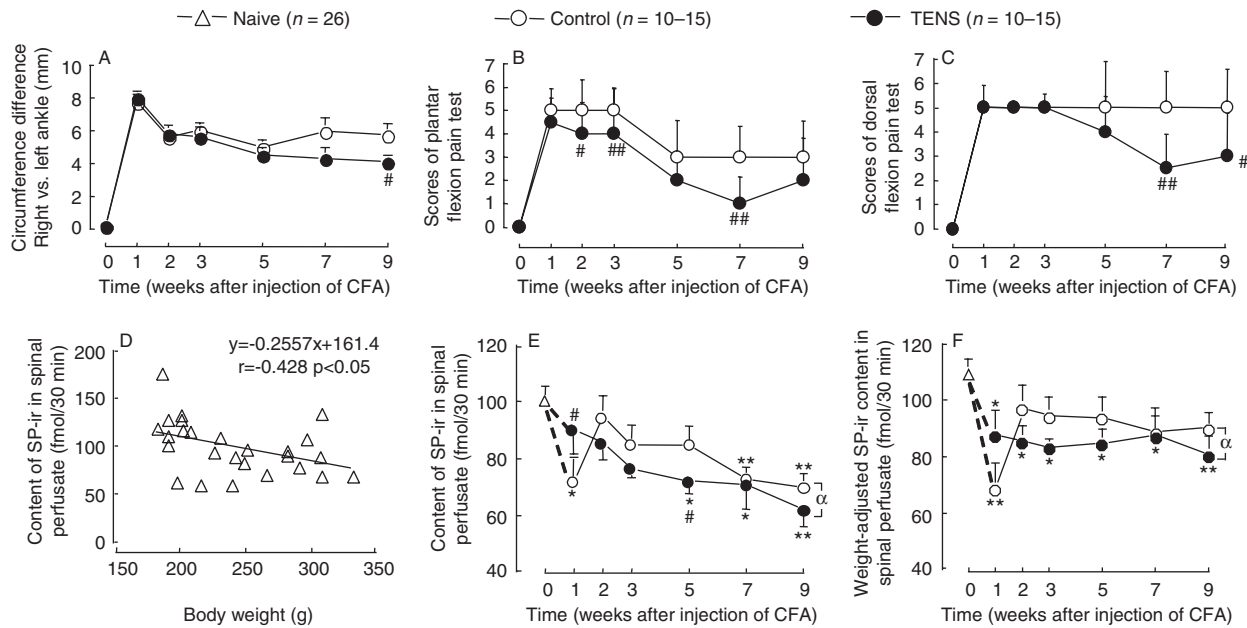 Naive (n = 26)
Control (n = 10–15)
TENS (n = 10–15)
A
Circumference difference
Right vs. left ankle (mm)
10
8
6
4
2
0
#
0 1 2 3 5 7 9
Time (weeks after injection of CFA)
B
Scores of plantar
flexion pain test
7
6
5
4
3
2
1
0
# ## ##
0 1 2 3 5 7 9
Time (weeks after injection of CFA)
C
Scores of dorsal
flexion pain test
7
6
5
4
3
2
1
0
## #
0 1 2 3 5 7 9
Time (weeks after injection of CFA)
D
y=-0.2557x+161.4
r=-0.428 p<0.05
Content of SP-ir in spinal
perfusate (fmol/30 min)
200
150
100
50
0
150 200 250 300 350
Body weight (g)
E
Content of SP-ir in spinal
perfusate (fmol/30 min)
120
100
80
60
40
#
*
*
#
**
*
**
**
α
0 1 2 3 5 7 9
Time (weeks after injection of CFA)
F
Weight-adjusted SP-ir content in
spinal perfusate (fmol/30 min)
120
100
80
60
40
*
**
* * * * **
α
0 1 2 3 5 7 9
Time (weeks after injection of CFA)